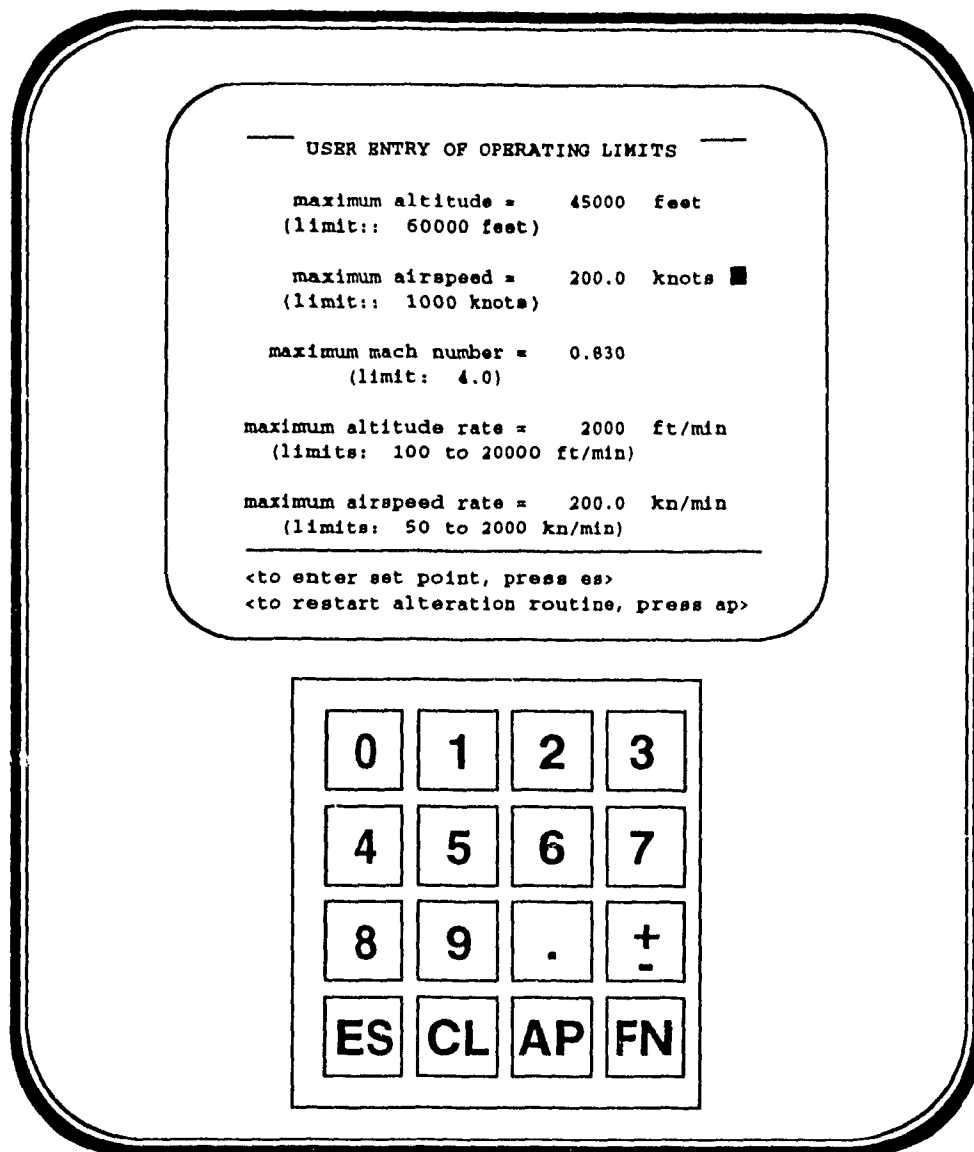 USER ENTRY OF OPERATING LIMITS
maximum altitude = 45000 feet
(limit:: 60000 feet)
maximum airspeed = 200.0 knots
(limit:: 1000 knots)
maximum mach number = 0.830
(limit: 4.0)
maximum altitude rate = 2000 ft/min
(limits: 100 to 20000 ft/min)
maximum airspeed rate = 200.0 kn/min
(limits: 50 to 2000 kn/min)
<to enter set point, press es>
<to restart alteration routine, press ap>
0 1 2 3
4 5 6 7
8 9 . ±
ES CL AP FN